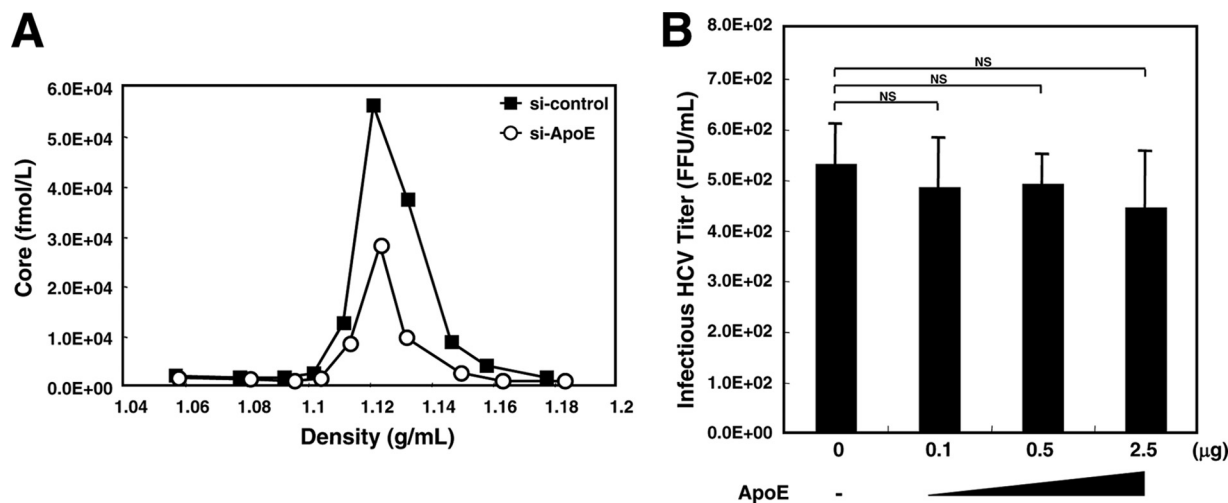 A
Core (fmol/L)
6.0E+04
5.0E+04
4.0E+04
3.0E+04
2.0E+04
1.0E+04
0.0E+00
si-control
si-ApoE
1.04 1.06 1.08 1.1 1.12 1.14 1.16 1.18 1.2
Density (g/mL)
B
Infectious HCV Titer (FFU/mL)
8.0E+02
7.0E+02
6.0E+02
5.0E+02
4.0E+02
3.0E+02
2.0E+02
1.0E+02
0.0E+00
NS
NS
NS
0 0.1 0.5 2.5 (μg)
ApoE -